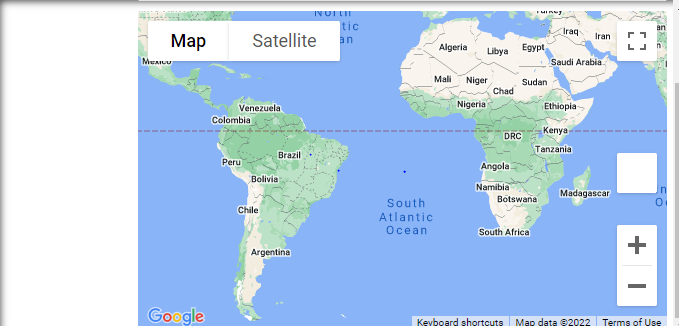 North
Atlantic
Ocean
Map
Satellite
Turkey
Iraq
Iran
Algeria
Libya
Egypt
Saudi Arabia
Mexico
Mali
Niger
Sudan
Chad
Venezuela
Nigeria
Ethiopia
Colombia
Kenya
DRC
Brazil
Tanzania
Peru
Angola
Bolivia
Namibia
Madagascar
Botswana
South
Atlantic
Ocean
Chile
South Africa
Argentina
Google
Keyboard shortcuts
Map data ©2022
Terms of Use